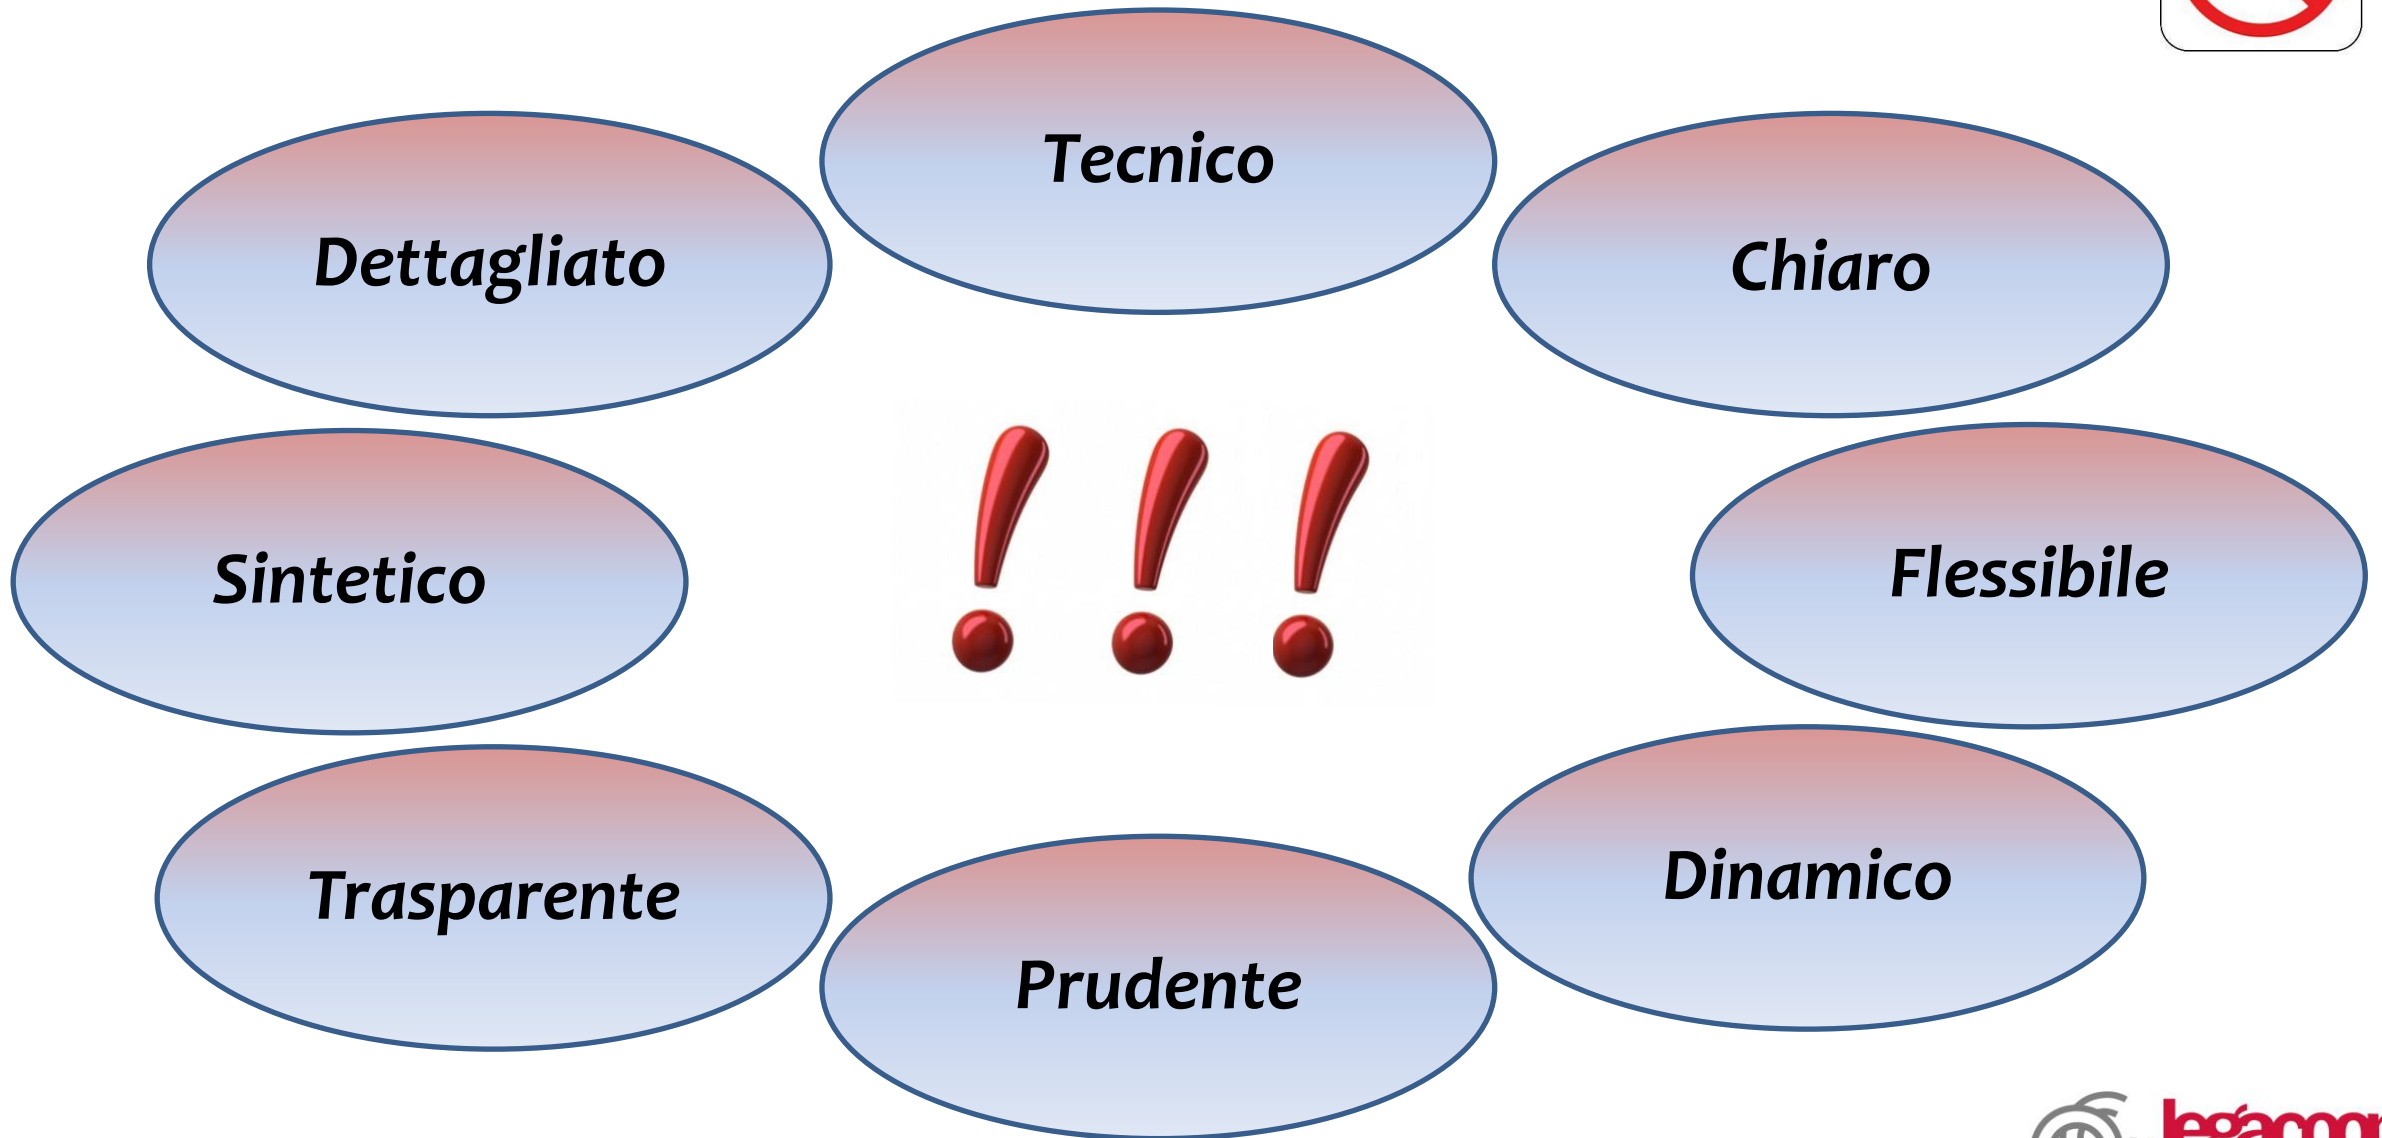 Tecnico
Dettagliato
Chiaro
Sintetico
Flessibile
Trasparente
Dinamico
Prudente